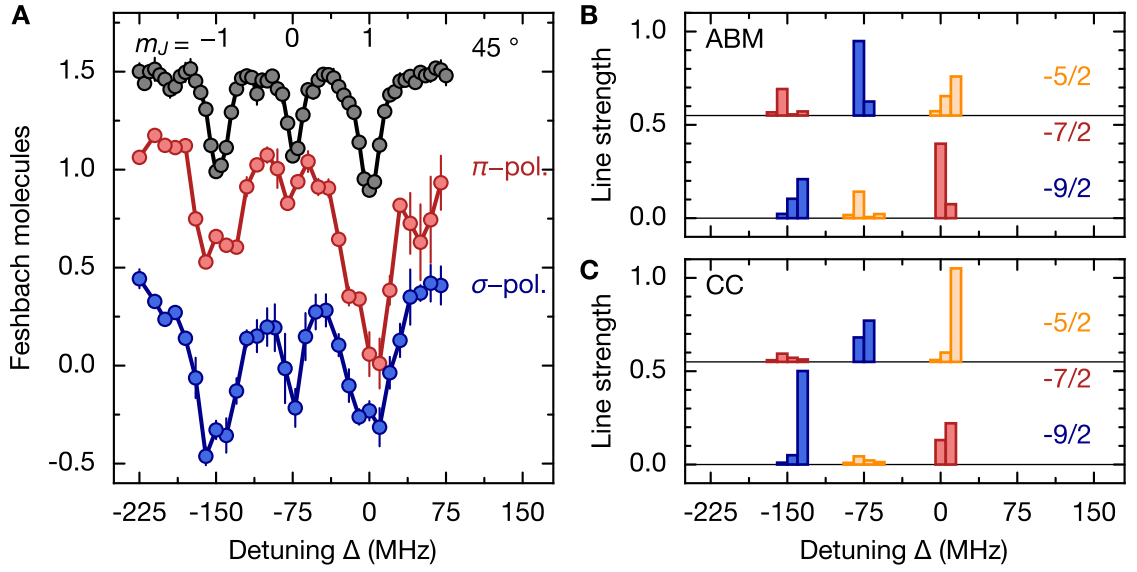 A
m_J = −1 0 1 45 °
1.5
π−pol.
1.0
0.5
σ−pol.
0.0
-0.5
Feshbach molecules
-225 -150 -75 0 75 150
Detuning Δ (MHz)
B
1.0
ABM
-5/2
0.5
-7/2
-9/2
0.0
Line strength
C
1.0
CC
-5/2
0.5
-7/2
-9/2
0.0
Line strength
-225 -150 -75 0 75 150
Detuning Δ (MHz)